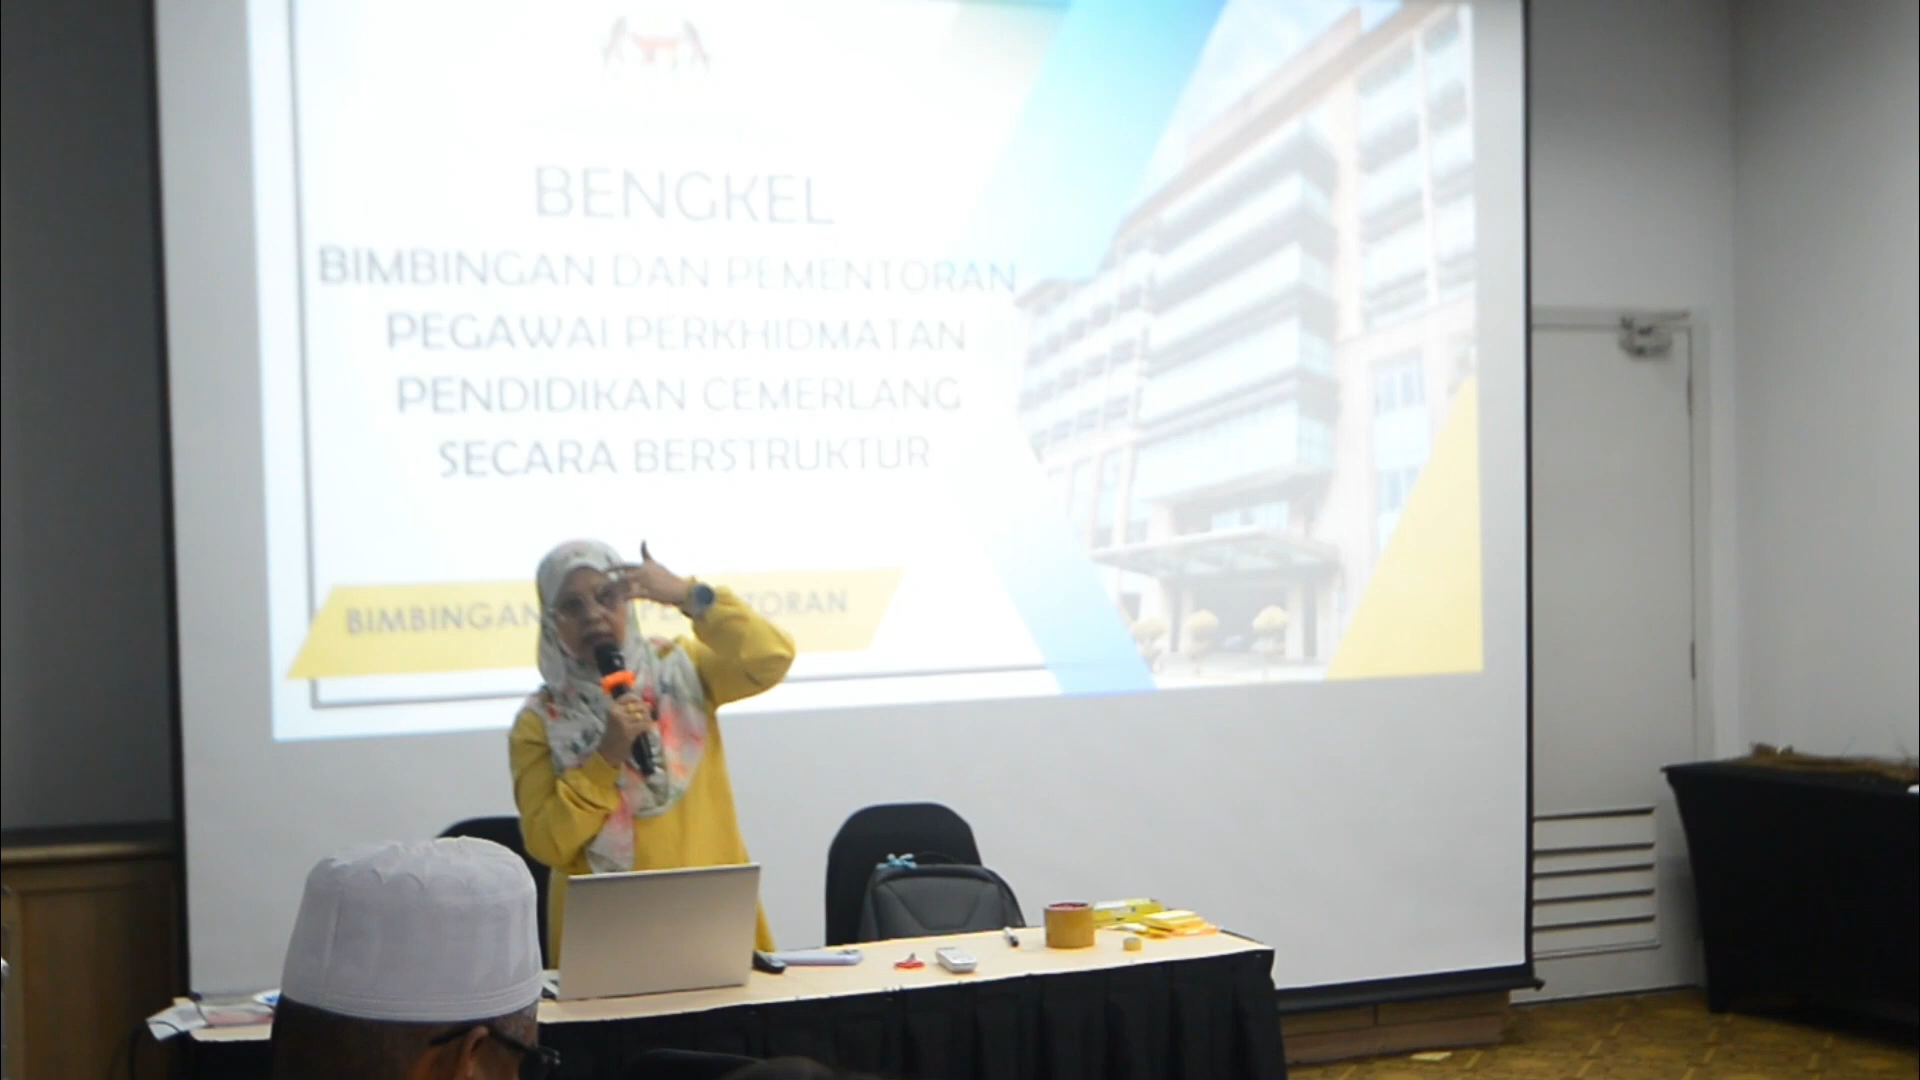 BENGKEL
BIMBINGAN DAN PEMENTORAN
PEGAWAI PERKHIDMATAN
PENDIDIKAN CEMERLANG
SECARA BERSTRUKTUR
BIMBINGAN